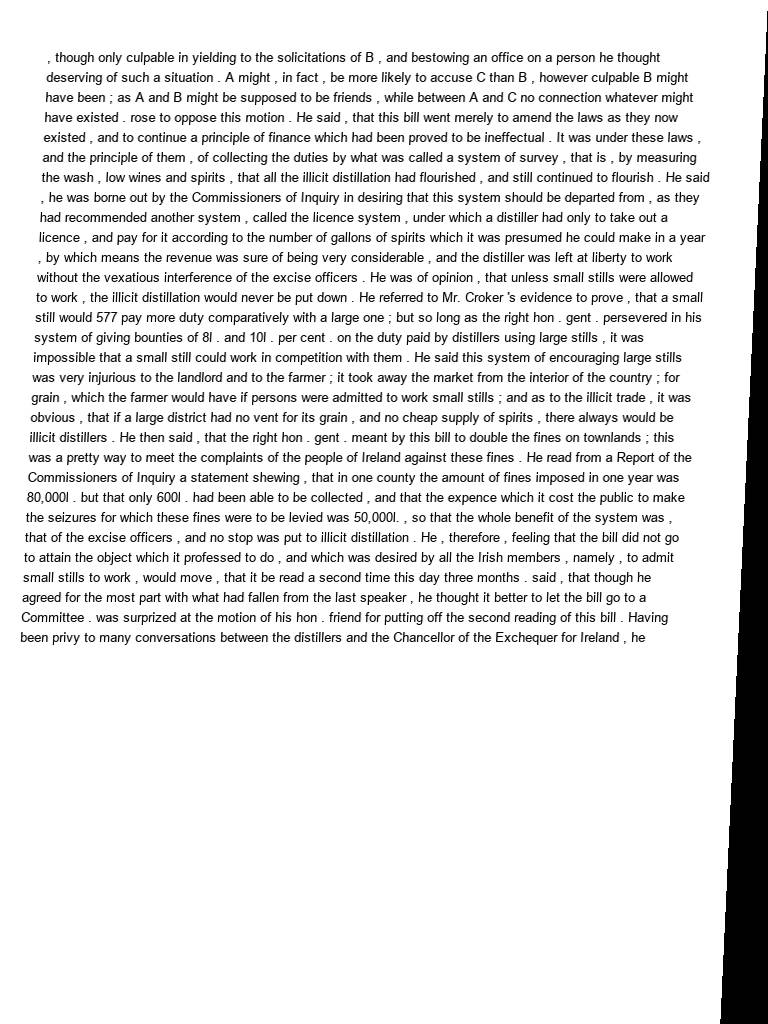 , though only culpable in yielding to the solicitations of B , and bestowing an office on a person he thought
deserving of such a situation . A might , in fact , be more likely to accuse C than B , however culpable B might
have been ; as A and B might be supposed to be friends , while between A and C no connection whatever might
have existed . rose to oppose this motion . He said , that this bill went merely to amend the laws as they now
existed , and to continue a principle of finance which had been proved to be ineffectual . It was under these laws ,
and the principle of them , of collecting the duties by what was called a system of survey , that is , by measuring
the wash , low wines and spirits , that all the illicit distillation had flourished , and still continued to flourish . He said
, he was borne out by the Commissioners of Inquiry in desiring that this system should be departed from , as they
had recommended another system , called the licence system , under which a distiller had only to take out a
licence , and pay for it according to the number of gallons of spirits which it was presumed he could make in a year
, by which means the revenue was sure of being very considerable , and the distiller was left at liberty to work
without the vexatious interference of the excise officers . He was of opinion , that unless small stills were allowed
to work , the illicit distillation would never be put down . He referred to Mr. Croker 's evidence to prove , that a small
still would 577 pay more duty comparatively with a large one ; but so long as the right hon . gent . persevered in his
system of giving bounties of 8l . and 10l . per cent . on the duty paid by distillers using large stills , it was
impossible that a small still could work in competition with them . He said this system of encouraging large stills
was very injurious to the landlord and to the farmer ; it took away the market from the interior of the country ; for
grain , which the farmer would have if persons were admitted to work small stills ; and as to the illicit trade , it was
obvious , that if a large district had no vent for its grain , and no cheap supply of spirits , there always would be
illicit distillers . He then said , that the right hon . gent . meant by this bill to double the fines on townlands ; this
was a pretty way to meet the complaints of the people of Ireland against these fines . He read from a Report of the
Commissioners of Inquiry a statement shewing , that in one county the amount of fines imposed in one year was
80,000l . but that only 600l . had been able to be collected , and that the expence which it cost the public to make
the seizures for which these fines were to be levied was 50,000l. , so that the whole benefit of the system was ,
that of the excise officers , and no stop was put to illicit distillation . He , therefore , feeling that the bill did not go
to attain the object which it professed to do , and which was desired by all the Irish members , namely , to admit
small stills to work , would move , that it be read a second time this day three months . said , that though he
agreed for the most part with what had fallen from the last speaker , he thought it better to let the bill go to a
Committee . was surprized at the motion of his hon . friend for putting off the second reading of this bill . Having
been privy to many conversations between the distillers and the Chancellor of the Exchequer for Ireland , he